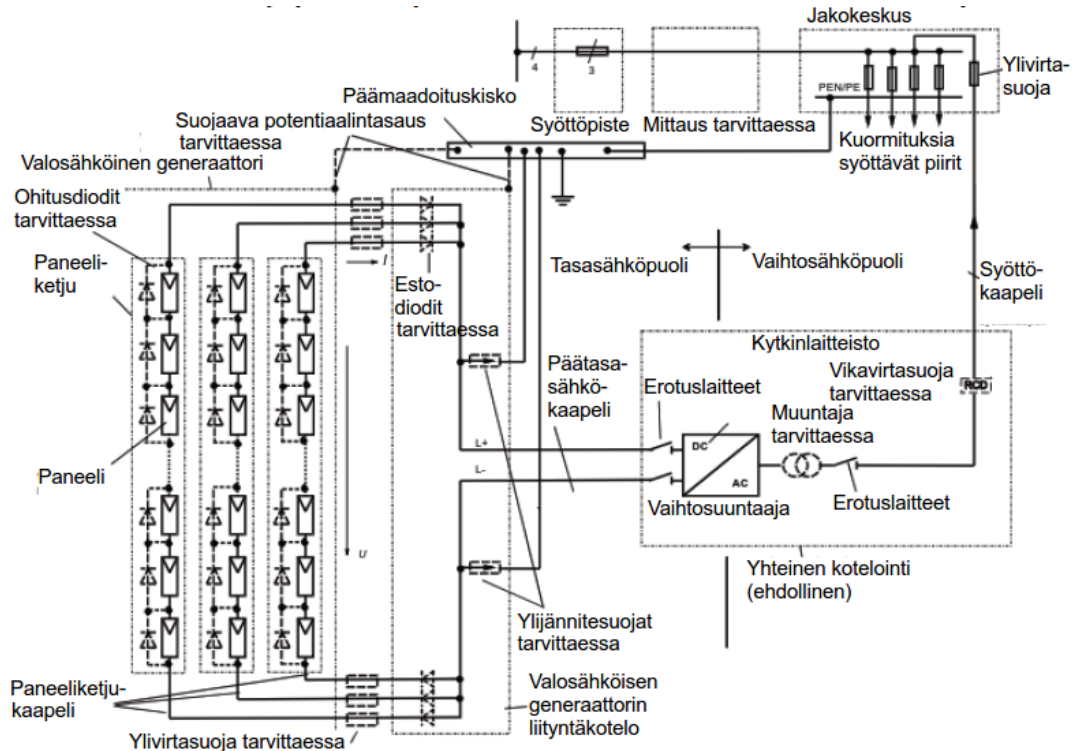 Jakokeskus
4
3
Ylivirta-
suoja
PEN/PE
Päämaadoituskisko
Suojaava potentiaalintasaus
tarvittaessa
Syöttöpiste
Mittaus tarvittaessa
Kuormituksia
syöttävät piirit
Valosähköinen generaattori
Ohitusdiodit
tarvittaessa
Paneeli-
ketju
I
Esto-
diodit
tarvittaessa
Tasasähköpuoli
Vaihtosähköpuoli
Syöttö-
kaapeli
Kytkinlaitteisto
Päätasa-
sähkö-
kaapeli
Erotuslaitteet
Vikavirtasuoja
tarvittaessa
RCD
Muuntaja
tarvittaessa
L+
DC
Paneeli
L-
AC
Vaihtosuuntaaja
Erotuslaitteet
U
Yhteinen kotelointi
(ehdollinen)
Ylijännitesuojat
tarvittaessa
Paneeliketju-
kaapeli
Valosähköisen
generaattorin
liityntäkotelo
Ylivirtasuoja tarvittaessa